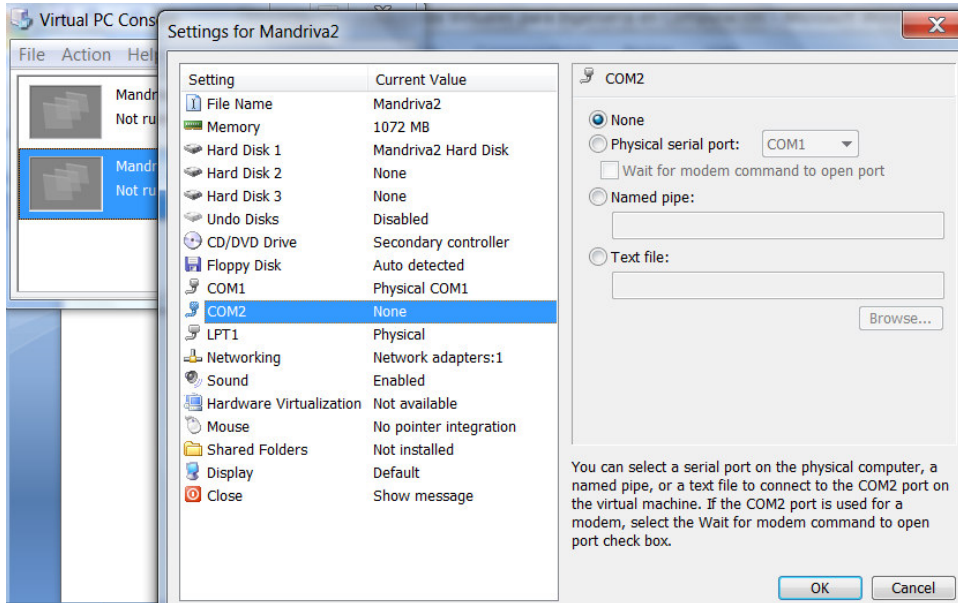 Virtual PC Cons
Settings for Mandriva2
File Action Help
Mandr
Not ru
Mandr
Not ru
Setting Current Value
File Name Mandriva2
Memory 1072 MB
Hard Disk 1 Mandriva2 Hard Disk
Hard Disk 2 None
Hard Disk 3 None
Undo Disks Disabled
CD/DVD Drive Secondary controller
Floppy Disk Auto detected
COM1 Physical COM1
COM2 None
LPT1 Physical
Networking Network adapters:1
Sound Enabled
Hardware Virtualization Not available
Mouse No pointer integration
Shared Folders Not installed
Display Default
Close Show message
COM2
None
Physical serial port: COM1
Wait for modem command to open port
Named pipe:
Text file:
Browse...
You can select a serial port on the physical computer, a
named pipe, or a text file to connect to the COM2 port on
the virtual machine. If the COM2 port is used for a
modem, select the Wait for modem command to open
port check box.
OK Cancel